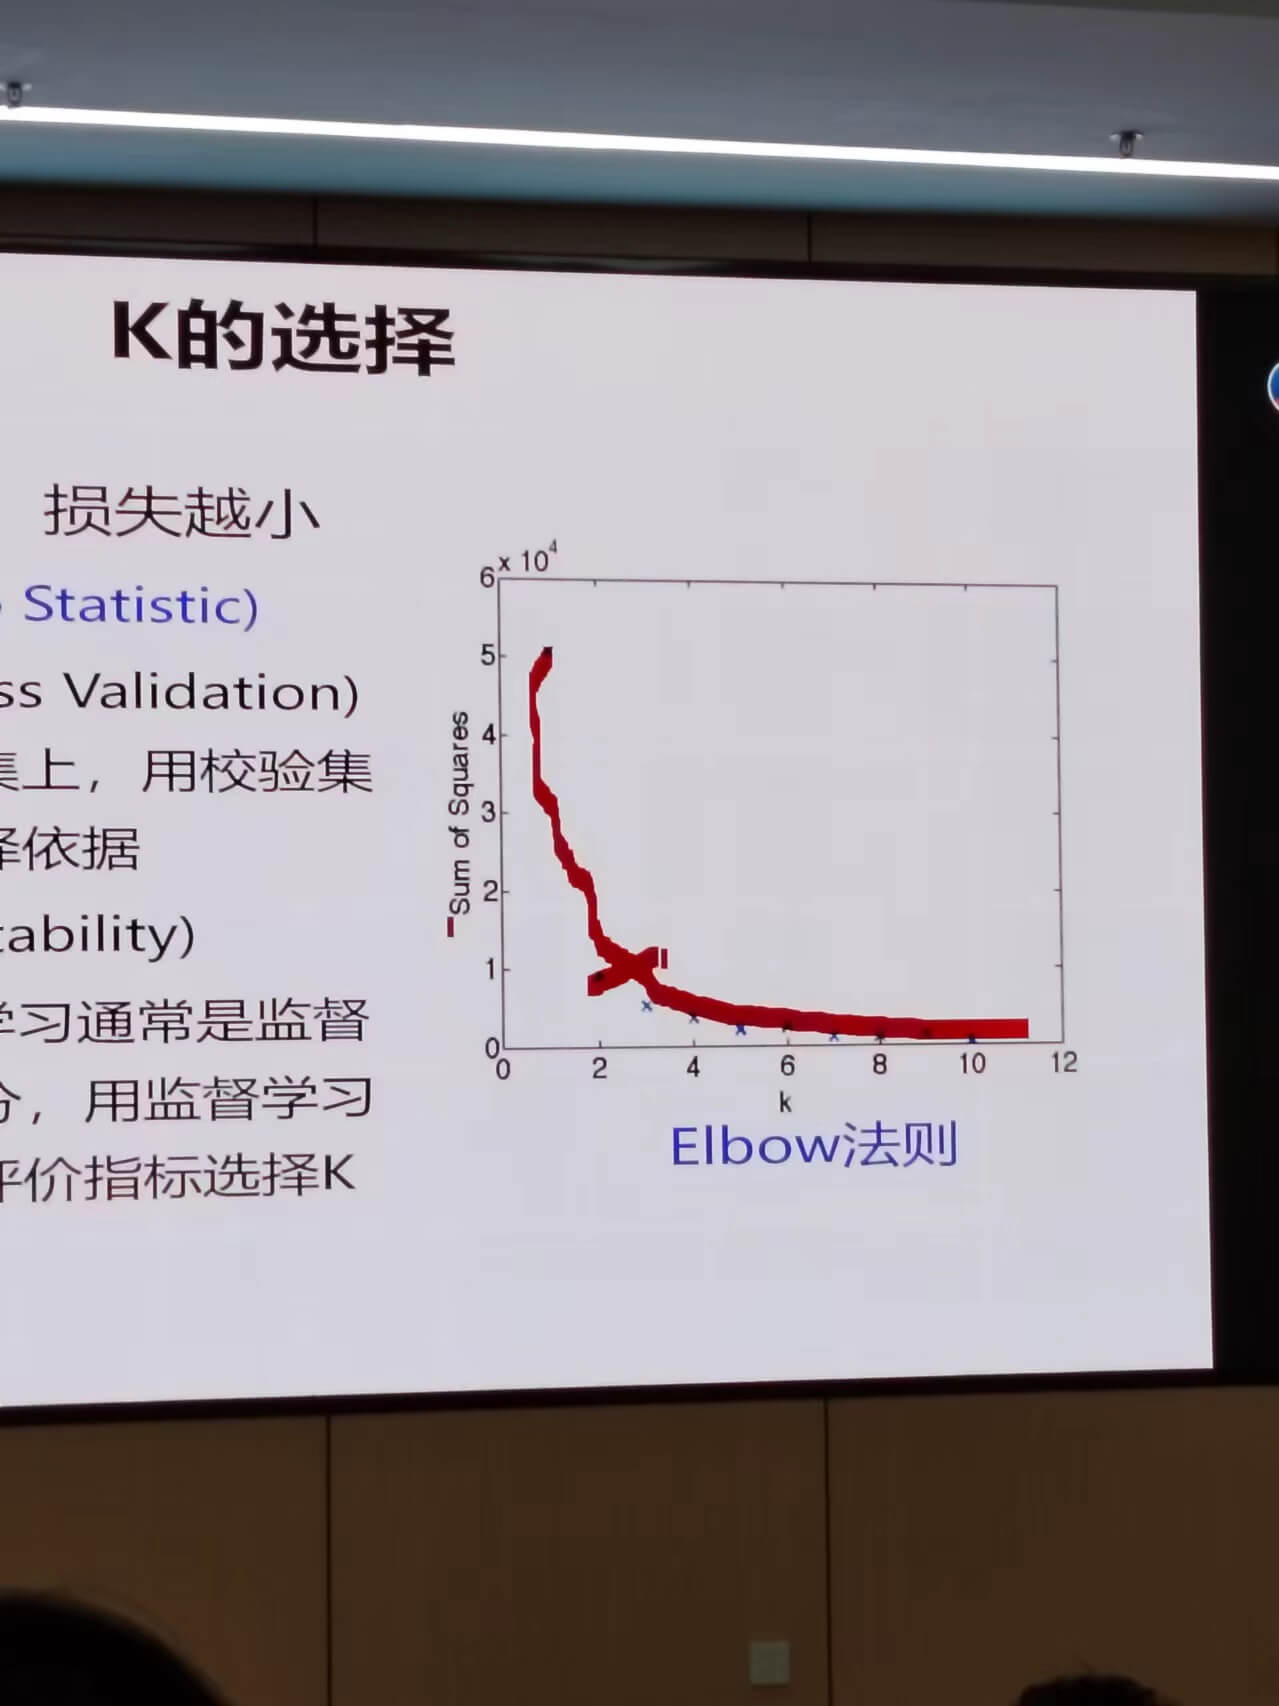 K的选择
损失越小
Statistic)
ss Validation)
集上，用校验集
择依据
tability)
学习通常是监督
分，用监督学习
评价指标选择K
x 10^4
6
5
4
3
2
1
0
Sum of Squares
0 2 4 6 8 10 12
k
Elbow法则